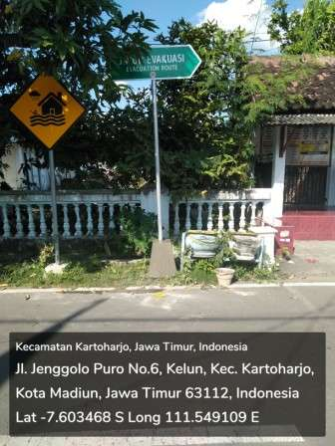 EVAKUASI
EVACUATION ROUTE
Kecamatan Kartoharjo, Jawa Timur, Indonesia
Jl. Jenggolo Puro No.6, Kelun, Kec. Kartoharjo,
Kota Madiun, Jawa Timur 63112, Indonesia
Lat -7.603468 S Long 111.549109 E